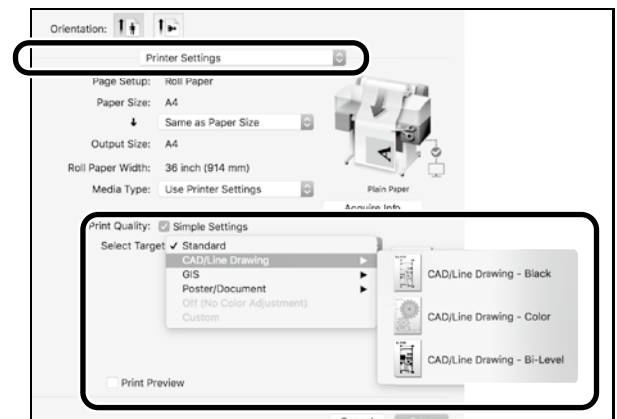 Orientation:
Printer Settings
Page Setup: Roll Paper
Paper Size: A4
Same as Paper Size
Output Size: A4
Roll Paper Width: 36 inch (914 mm)
Media Type: Use Printer Settings
Plain Paper
Acquire Info
Print Quality: Simple Settings
Select Target Standard
CAD/Line Drawing
GIS
Poster/Document
Off (No Color Adjustment)
Custom
CAD/Line Drawing - Black
CAD/Line Drawing - Color
CAD/Line Drawing - Bi-Level
Print Preview